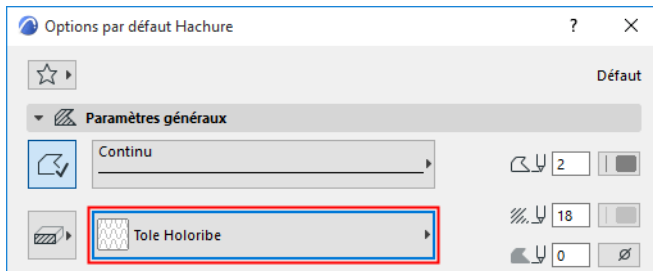 Options par défaut Hachure ?
Défaut
Paramètres généraux
Continu
2
18
Tole Holoribe
0